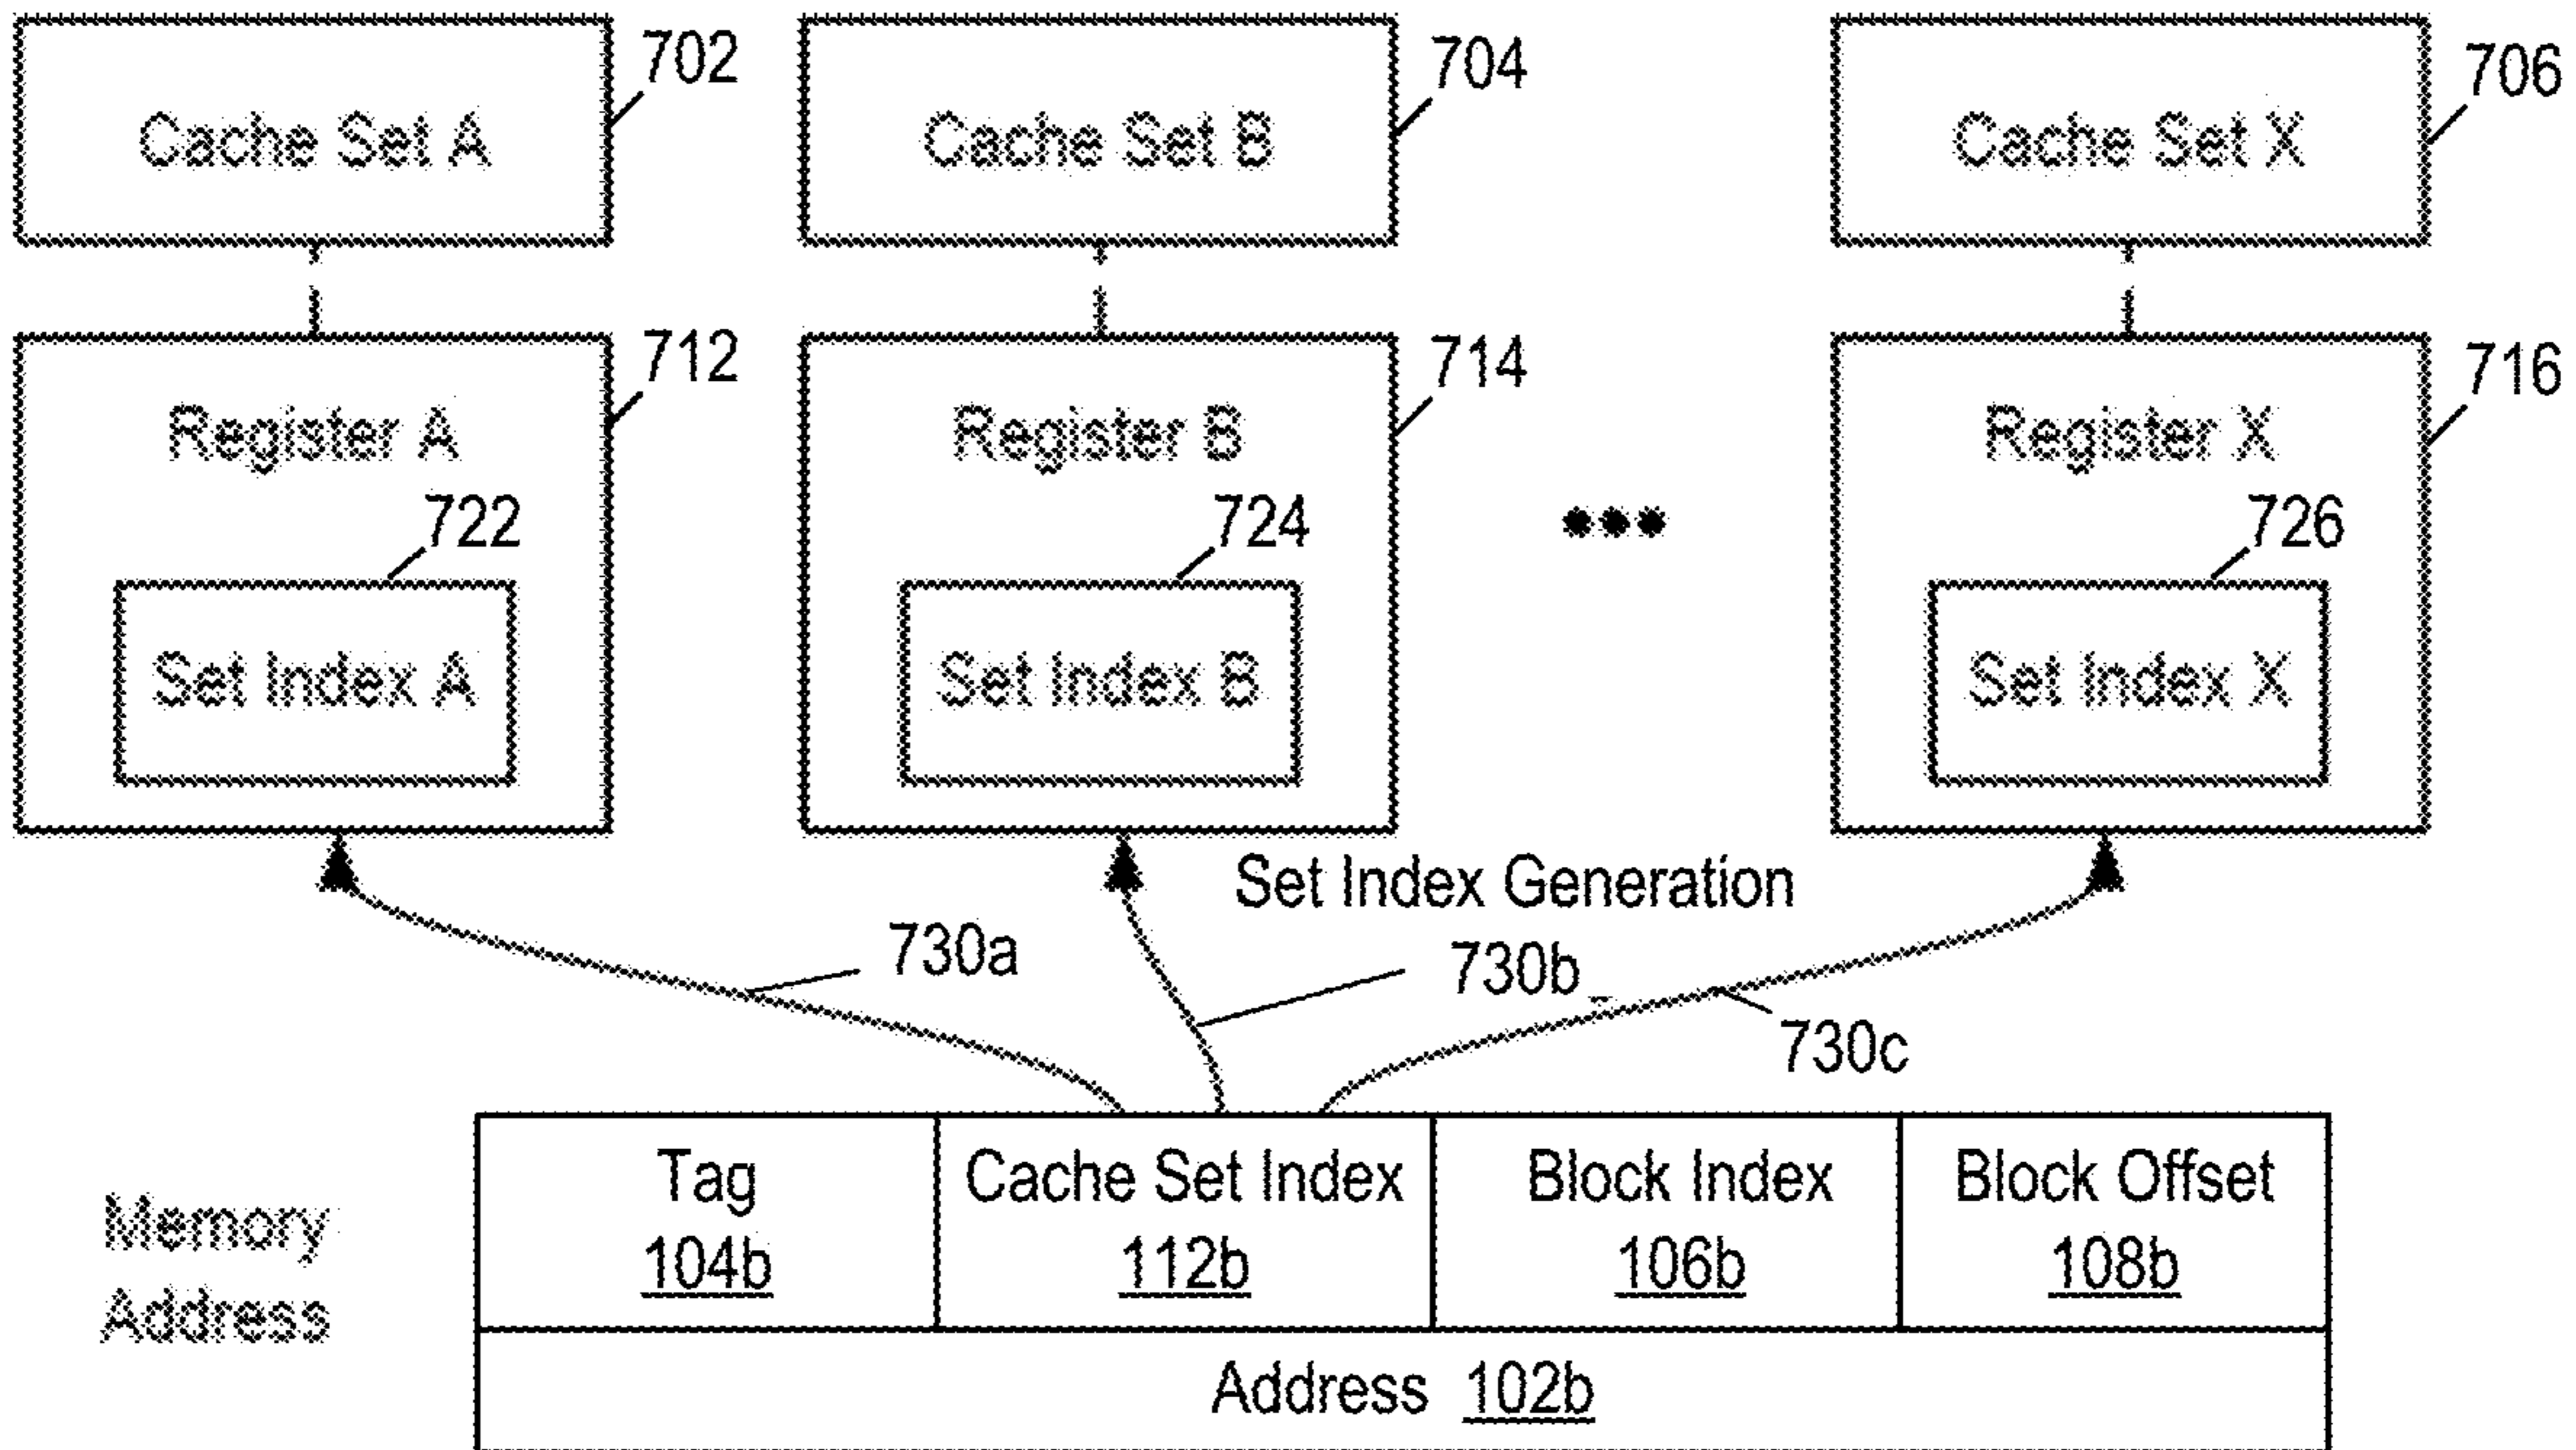 702
704
706
Cache Set A
Cache Set B
Cache Set X
712
714
716
Register A
Register B
Register X
722
724
726
Set Index A
Set Index B
Set Index X
Set Index Generation
730a
730b
730c
Memory
Address
Tag
104b
Cache Set Index
112b
Block Index
106b
Block Offset
108b
Address 102b